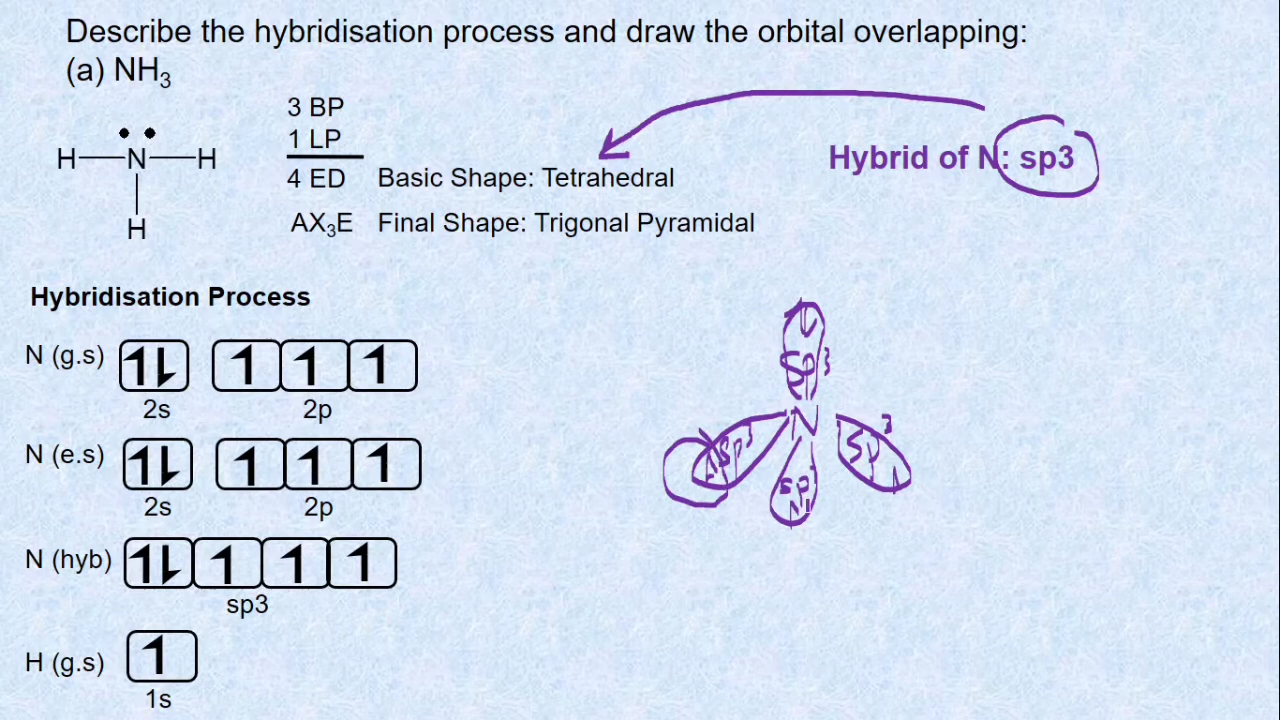 Describe the hybridisation process and draw the orbital overlapping:
(a) NH₃
3 BP
1 LP
H N H
4 ED Basic Shape: Tetrahedral
Hybrid of N: sp3
AX₃E Final Shape: Trigonal Pyramidal
H
Hybridisation Process
N (g.s) ↿⇂ ↿ ↿ ↿
2s 2p
N (e.s) ↿⇂ ↿ ↿ ↿
2s 2p
N (hyb) ↿⇂ ↿ ↿ ↿
sp3
H (g.s) ↿
1s
sp³
N
sp³
sp³
sp³